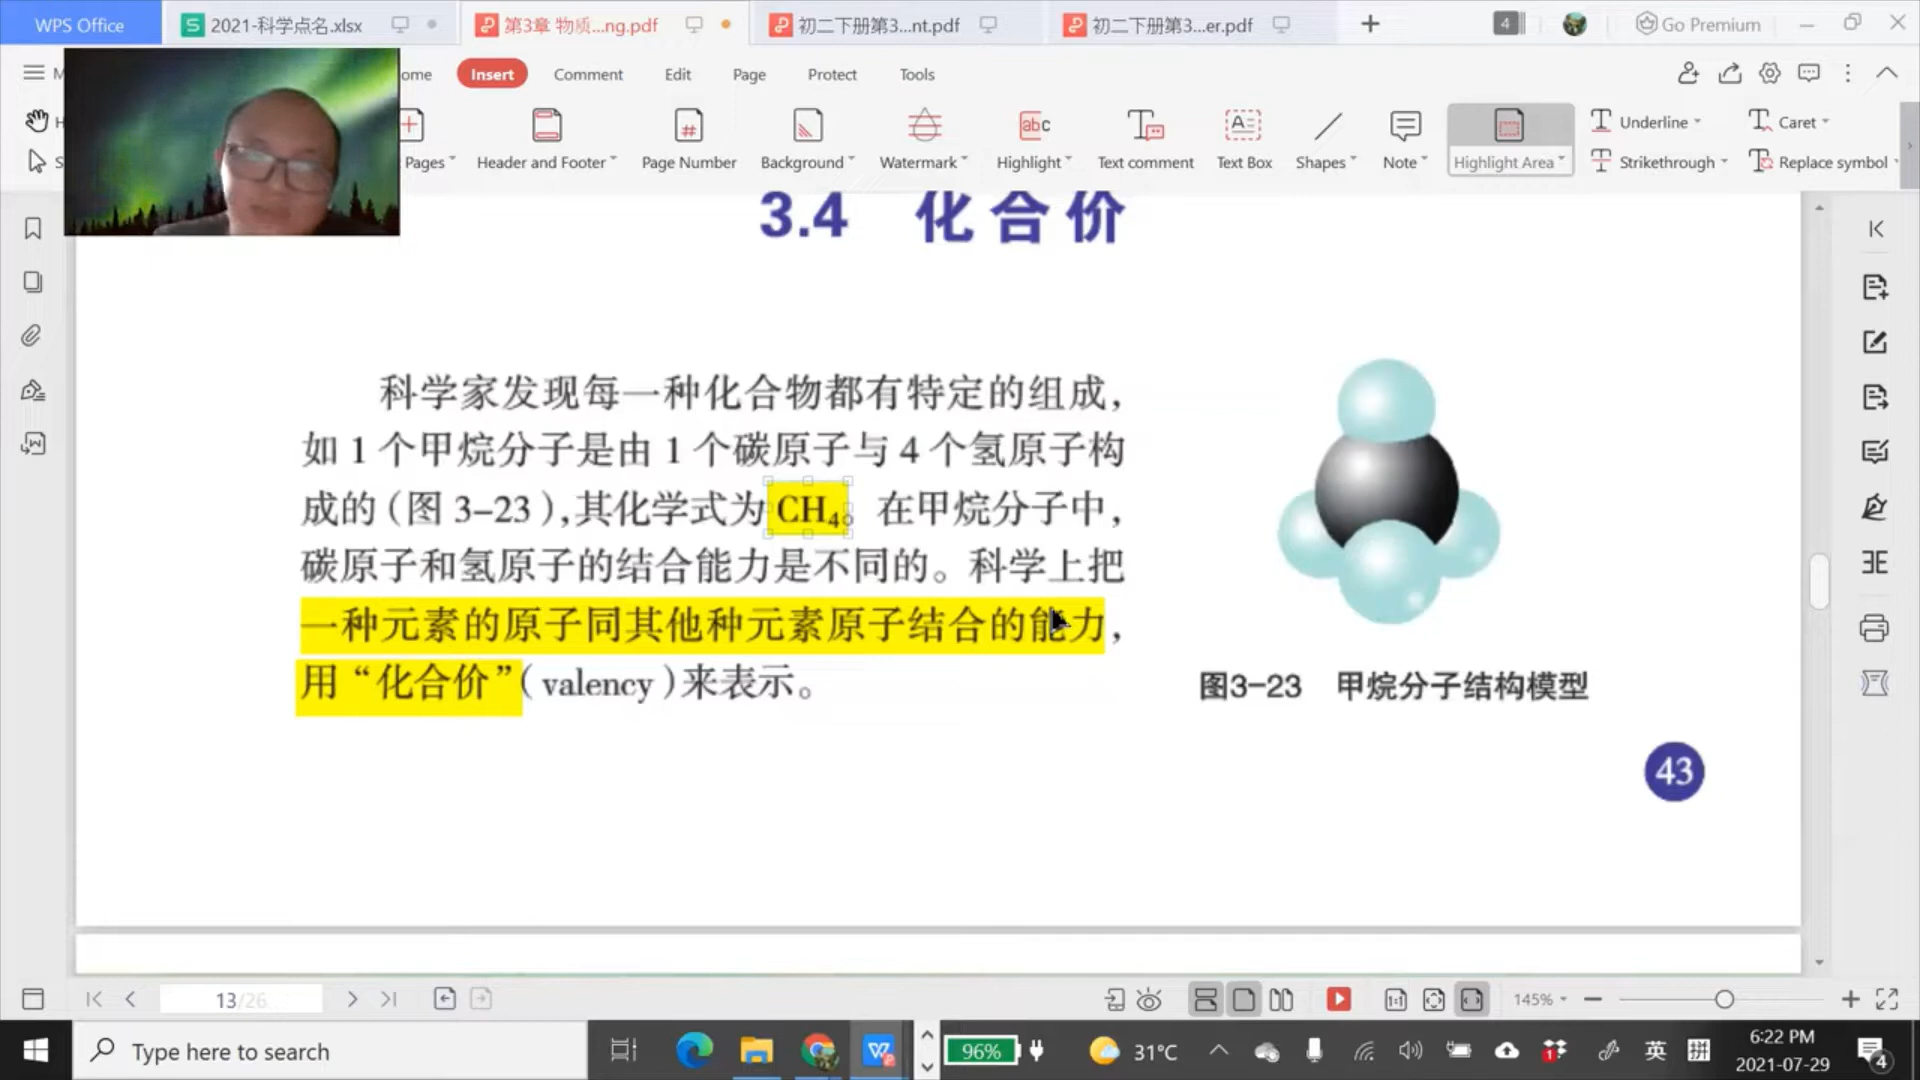 WPS Office
2021-科学点名.xlsx
第3章 物质...ng.pdf
初二下册第3...nt.pdf
初二下册第3...er.pdf
4
Go Premium
ome
Insert
Comment
Edit
Page
Protect
Tools
Pages
Header and Footer
Page Number
Background
Watermark
Highlight
Text comment
Text Box
Shapes
Note
Highlight Area
Underline
Strikethrough
Caret
Replace symbol
3.4 化合价
科学家发现每一种化合物都有特定的组成，
如 1 个甲烷分子是由 1 个碳原子与 4 个氢原子构
成的（图 3-23），其化学式为 CH₄。在甲烷分子中，
碳原子和氢原子的结合能力是不同的。科学上把
一种元素的原子同其他种元素原子结合的能力，
用“化合价”（valency）来表示。
图3-23 甲烷分子结构模型
43
13/26
145%
Type here to search
96%
31°C
英
拼
6:22 PM
2021-07-29
4